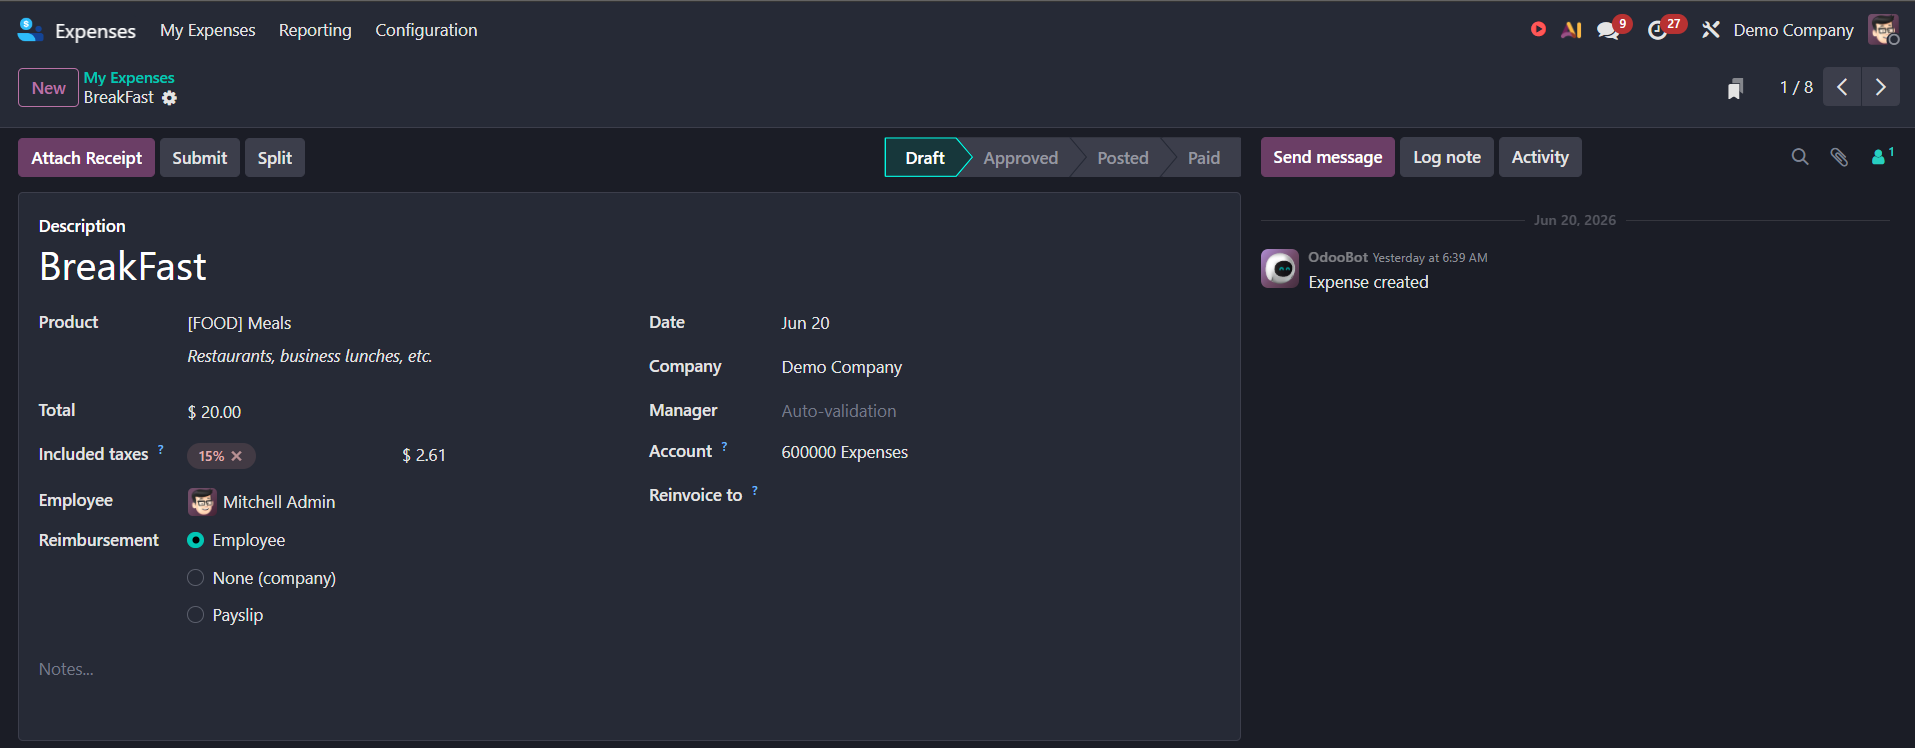 Expenses My Expenses Reporting Configuration
AI 9 27 Demo Company
New My Expenses
BreakFast
1 / 8
Attach Receipt Submit Split
Draft Approved Posted Paid
Send message Log note Activity
1
Description
BreakFast
Product [FOOD] Meals
Restaurants, business lunches, etc.
Total $ 20.00
Included taxes ? 15% $ 2.61
Employee Mitchell Admin
Reimbursement Employee
None (company)
Payslip
Notes...
Date Jun 20
Company Demo Company
Manager Auto-validation
Account ? 600000 Expenses
Reinvoice to ?
Jun 20, 2026
OdooBot Yesterday at 6:39 AM
Expense created